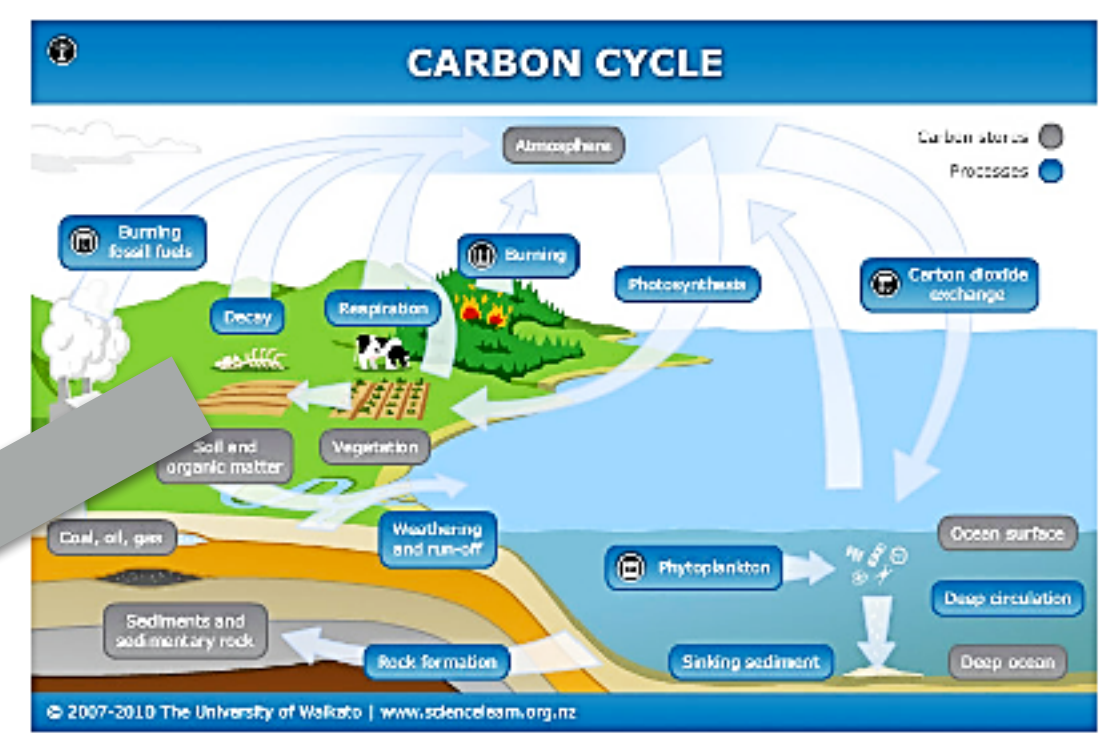 CARBON CYCLE
Atmosphere
Carbon stores
Processes
Burning
fossil fuels
Burning
Photosynthesis
Carbon dioxide
exchange
Decay
Respiration
Soil and
organic matter
Vegetation
Coal, oil, gas
Weathering
and run-off
Ocean surface
Phytoplankton
Deep circulation
Sediments and
sedimentary rock
Rock formation
Sinking sediment
Deep ocean
© 2007-2010 The University of Waikato | www.sciencelearn.org.nz